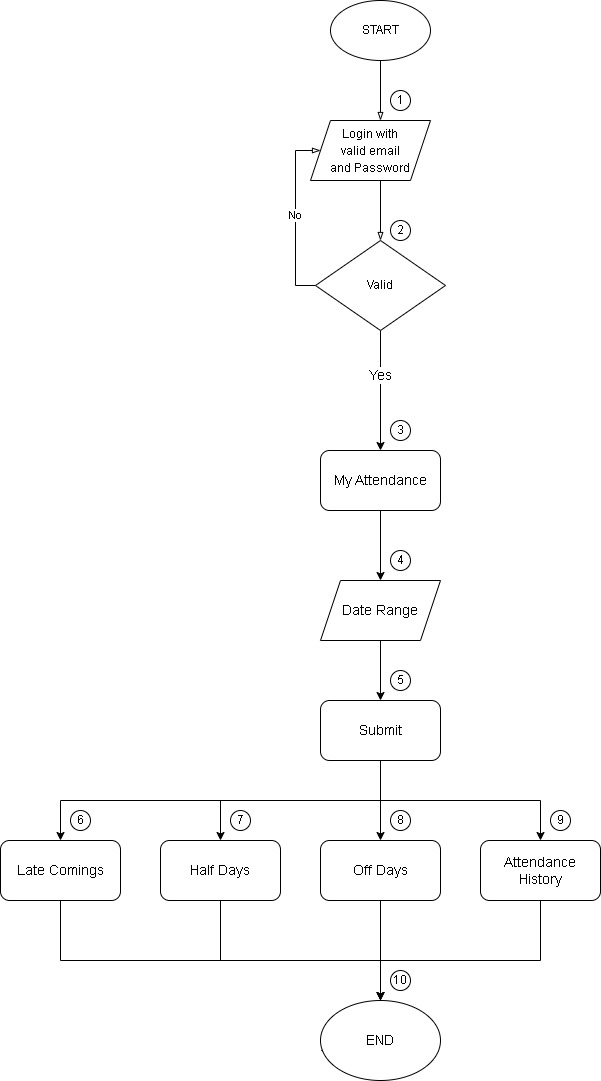 START
1
Login with
valid email
and Password
2
No
Valid
Yes
3
My Attendance
4
Date Range
5
Submit
6
7
8
9
Late Comings
Half Days
Off Days
Attendance
History
10
END